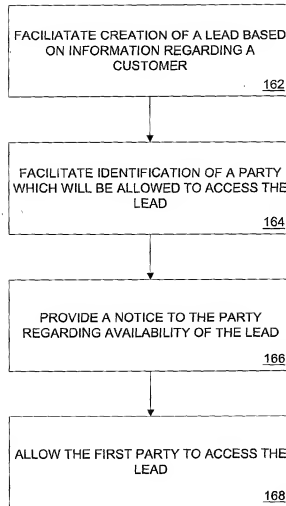 FACILIATATE CREATION OF A LEAD BASED
ON INFORMATION REGARDING A
CUSTOMER
162
FACILITATE IDENTIFICATION OF A PARTY
WHICH WILL BE ALLOWED TO ACCESS THE
LEAD
164
PROVIDE A NOTICE TO THE PARTY
REGARDING AVAILABILITY OF THE LEAD
166
ALLOW THE FIRST PARTY TO ACCESS THE
LEAD
168